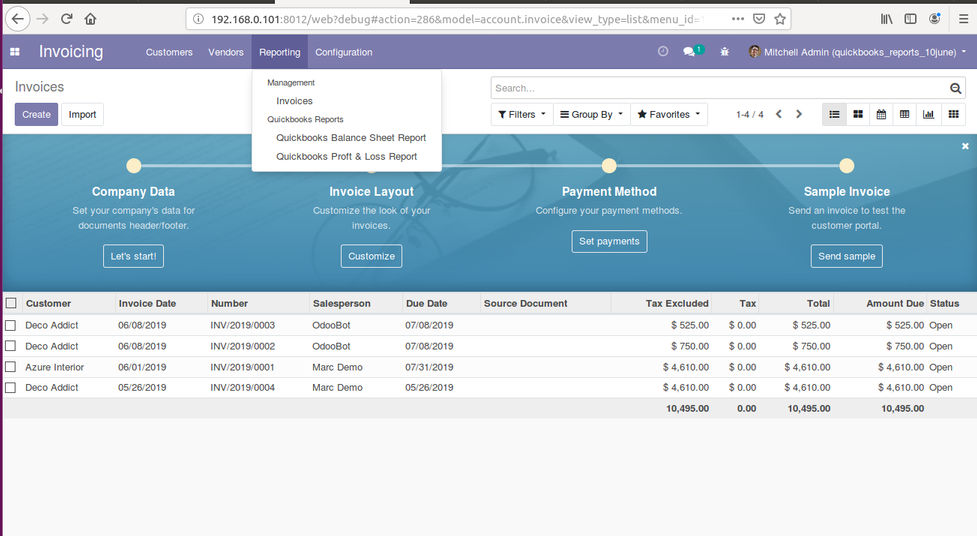 192.168.0.101:8012/web?debug#action=286&model=account.invoice&view_type=list&menu_id=
Invoicing Customers Vendors Reporting Configuration 1 Mitchell Admin (quickbooks_reports_10june)
Management
Invoices
Quickbooks Reports
Quickbooks Balance Sheet Report
Quickbooks Proft & Loss Report
Invoices
Search...
Create Import
Filters Group By Favorites 1-4 / 4
Company Data
Set your company's data for
documents header/footer.
Let's start!
Invoice Layout
Customize the look of your
invoices.
Customize
Payment Method
Configure your payment methods.
Set payments
Sample Invoice
Send an invoice to test the
customer portal.
Send sample
Customer Invoice Date Number Salesperson Due Date Source Document Tax Excluded Tax Total Amount Due Status
Deco Addict 06/08/2019 INV/2019/0003 OdooBot 07/08/2019 $ 525.00 $ 0.00 $ 525.00 $ 525.00 Open
Deco Addict 06/08/2019 INV/2019/0002 OdooBot 07/08/2019 $ 750.00 $ 0.00 $ 750.00 $ 750.00 Open
Azure Interior 06/01/2019 INV/2019/0001 Marc Demo 07/31/2019 $ 4,610.00 $ 0.00 $ 4,610.00 $ 4,610.00 Open
Deco Addict 05/26/2019 INV/2019/0004 Marc Demo 05/26/2019 $ 4,610.00 $ 0.00 $ 4,610.00 $ 4,610.00 Open
10,495.00 0.00 10,495.00 10,495.00